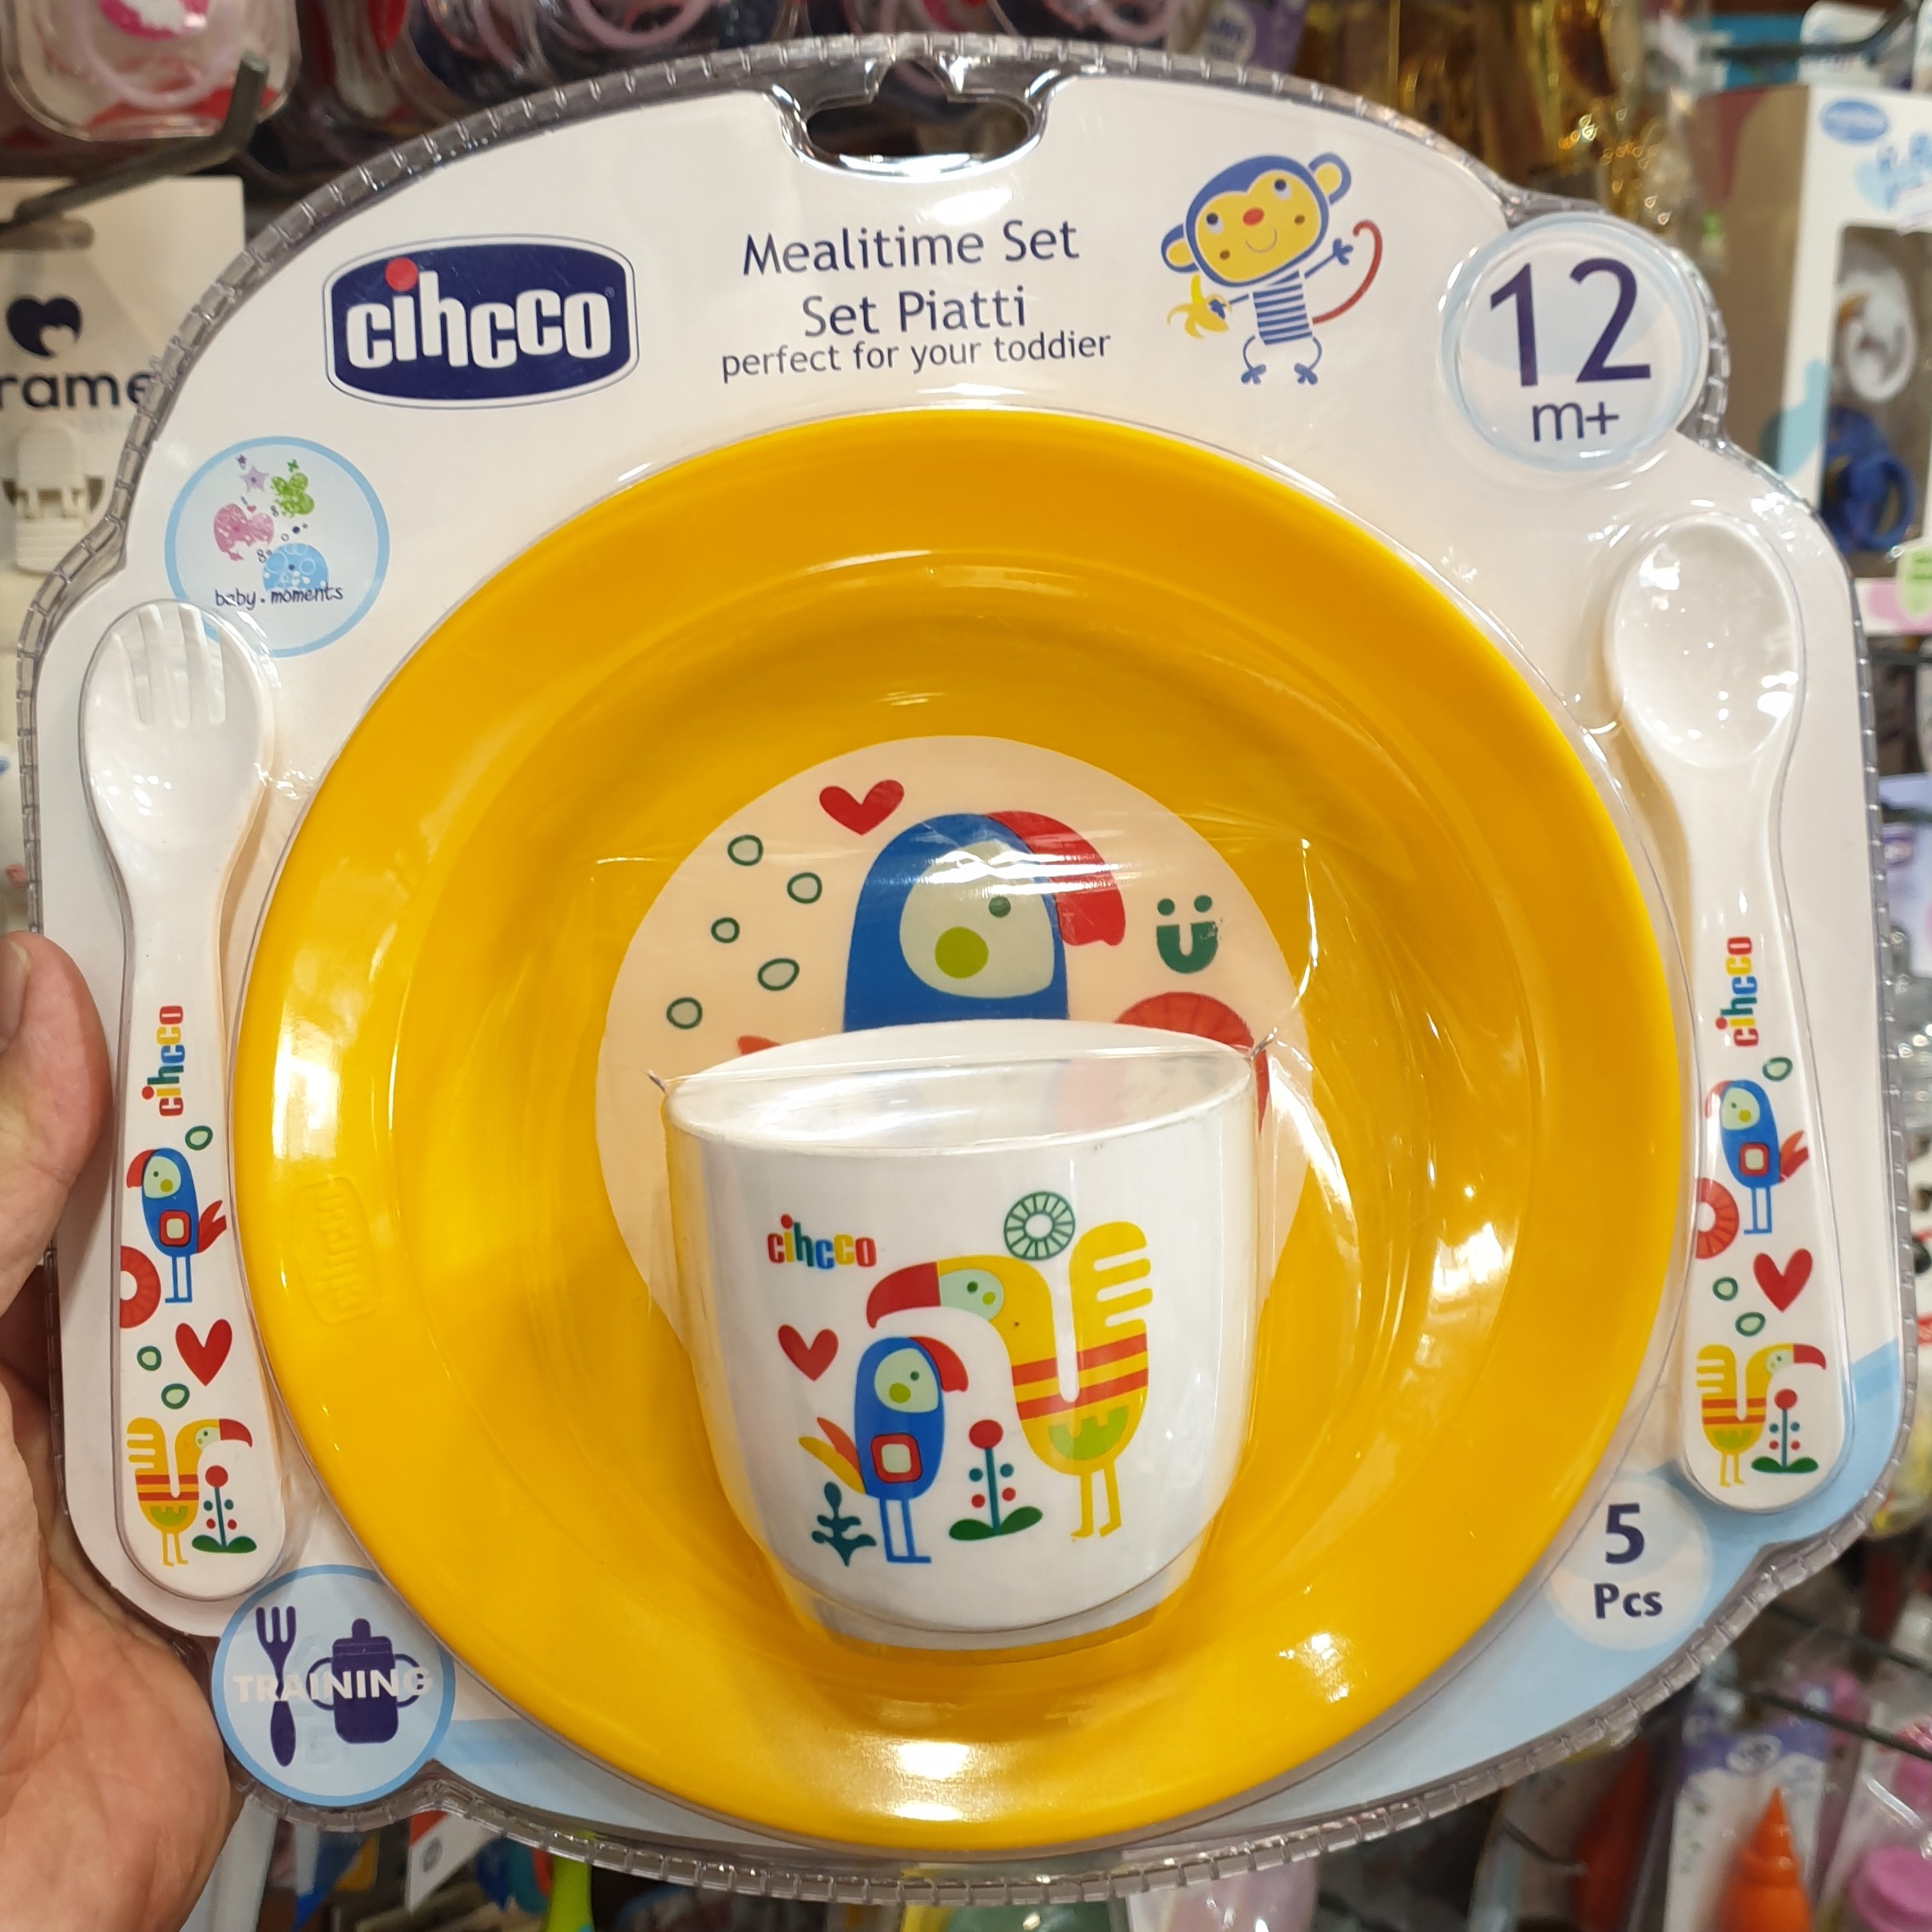 cihcco
Mealitime Set
Set Piatti
perfect for your toddier
12
m+
baby moments
rame
cihcco
cihcco
cihcco
cihcco
5
Pcs
TRAINING